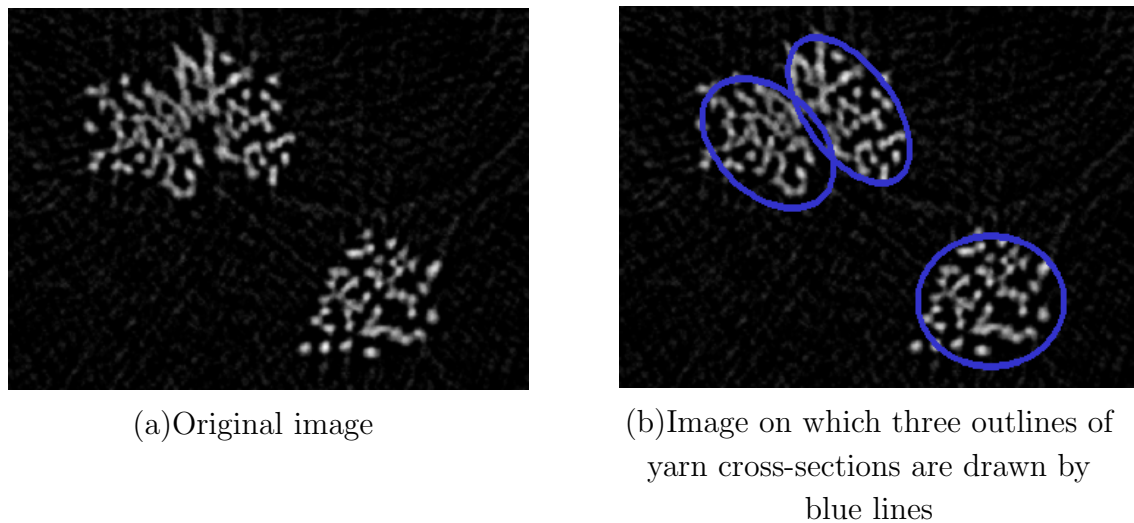 (a)Original image
(b)Image on which three outlines of
yarn cross-sections are drawn by
blue lines